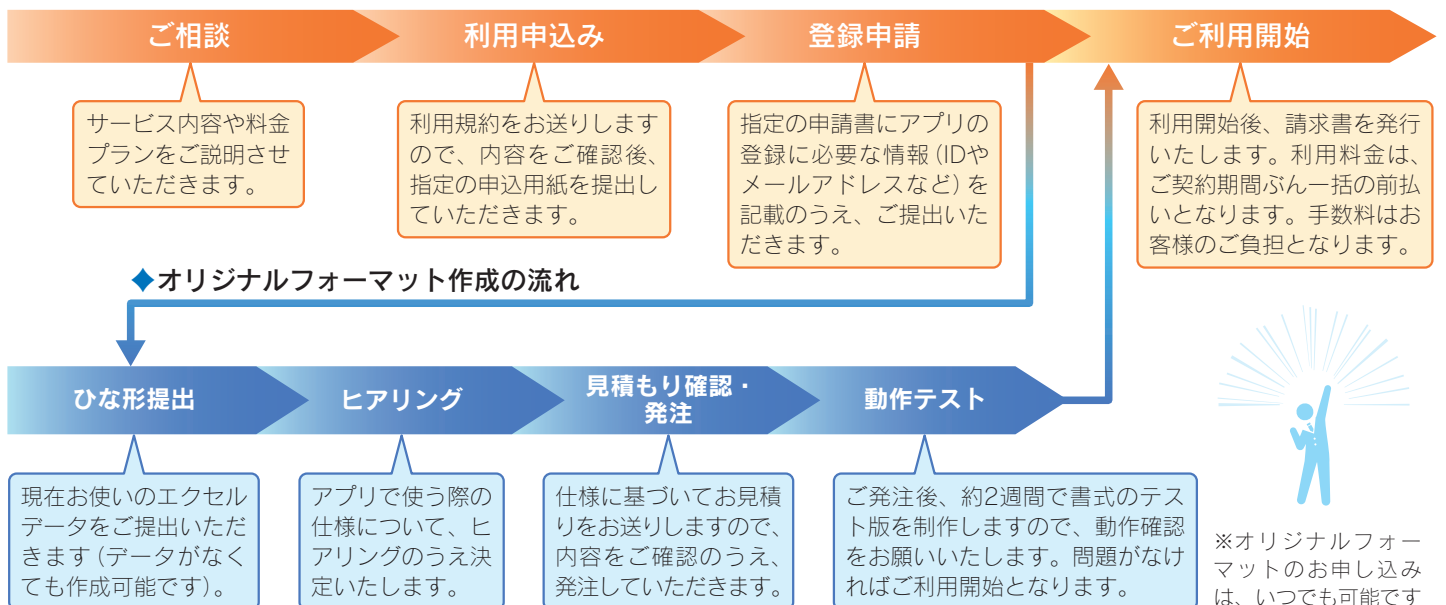 ご相談
利用申込み
登録申請
ご利用開始
サービス内容や料金
プランをご説明させ
ていただきます。
利用規約をお送りします
ので、内容をご確認後、
指定の申込用紙を提出し
ていただきます。
指定の申請書にアプリの
登録に必要な情報（IDや
メールアドレスなど）を
記載のうえ、ご提出いた
だきます。
利用開始後、請求書を発行
いたします。利用料金は、
ご契約期間ぶん一括の前払
いとなります。手数料はお
客様のご負担となります。
◆オリジナルフォーマット作成の流れ
ひな形提出
ヒアリング
見積もり確認・
発注
動作テスト
現在お使いのエクセル
データをご提出いただ
きます（データがなく
ても作成可能です）。
アプリで使う際の
仕様について、ヒ
アリングのうえ決
定いたします。
仕様に基づいてお見積
りをお送りしますので、
内容をご確認のうえ、
発注していただきます。
ご発注後、約2週間で書式のテス
ト版を制作しますので、動作確認
をお願いいたします。問題がなけ
ればご利用開始となります。
※オリジナルフォー
マットのお申し込み
は、いつでも可能です